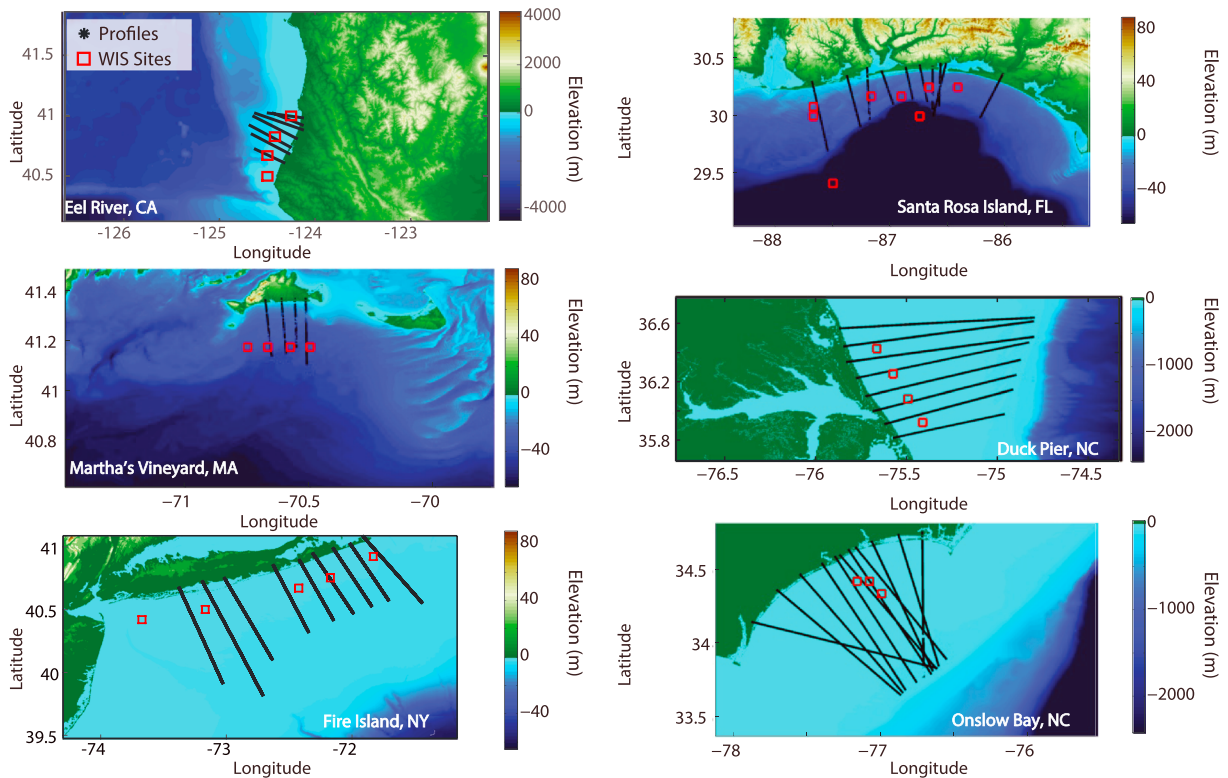 Profiles
WIS Sites
41.5
41
40.5
Latitude
-126
-125
-124
-123
Longitude
Eel River, CA
4000
2000
0
-2000
-4000
Elevation (m)
30.5
30
29.5
Latitude
−88
−87
−86
Longitude
Santa Rosa Island, FL
80
40
0
−40
Elevation (m)
41.4
41.2
41
40.8
Latitude
−71
−70.5
−70
Longitude
Martha's Vineyard, MA
80
40
0
−40
Elevation (m)
36.6
36.2
35.8
Latitude
−76.5
−76
−75.5
−75
−74.5
Longitude
Duck Pier, NC
0
−1000
−2000
Elevation (m)
41
40.5
40
39.5
Latitude
−74
−73
−72
Longitude
Fire Island, NY
80
40
0
−40
Elevation (m)
34.5
34
33.5
Latitude
−78
−77
−76
Longitude
Onslow Bay, NC
0
−1000
−2000
Elevation (m)